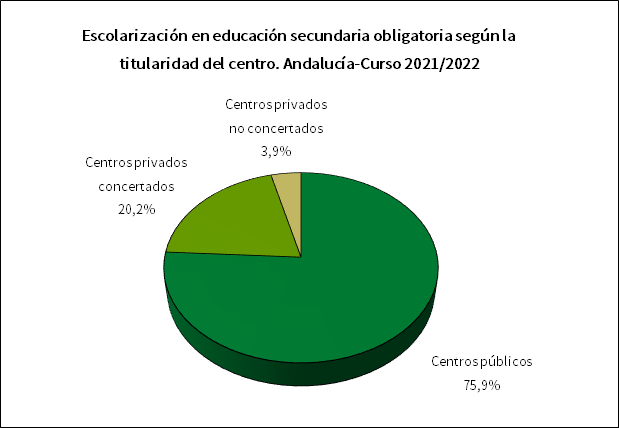 Escolarización en educación secundaria obligatoria según la
titularidad del centro. Andalucía-Curso 2021/2022
Centros privados
no concertados
3,9%
Centros privados
concertados
20,2%
Centros públicos
75,9%